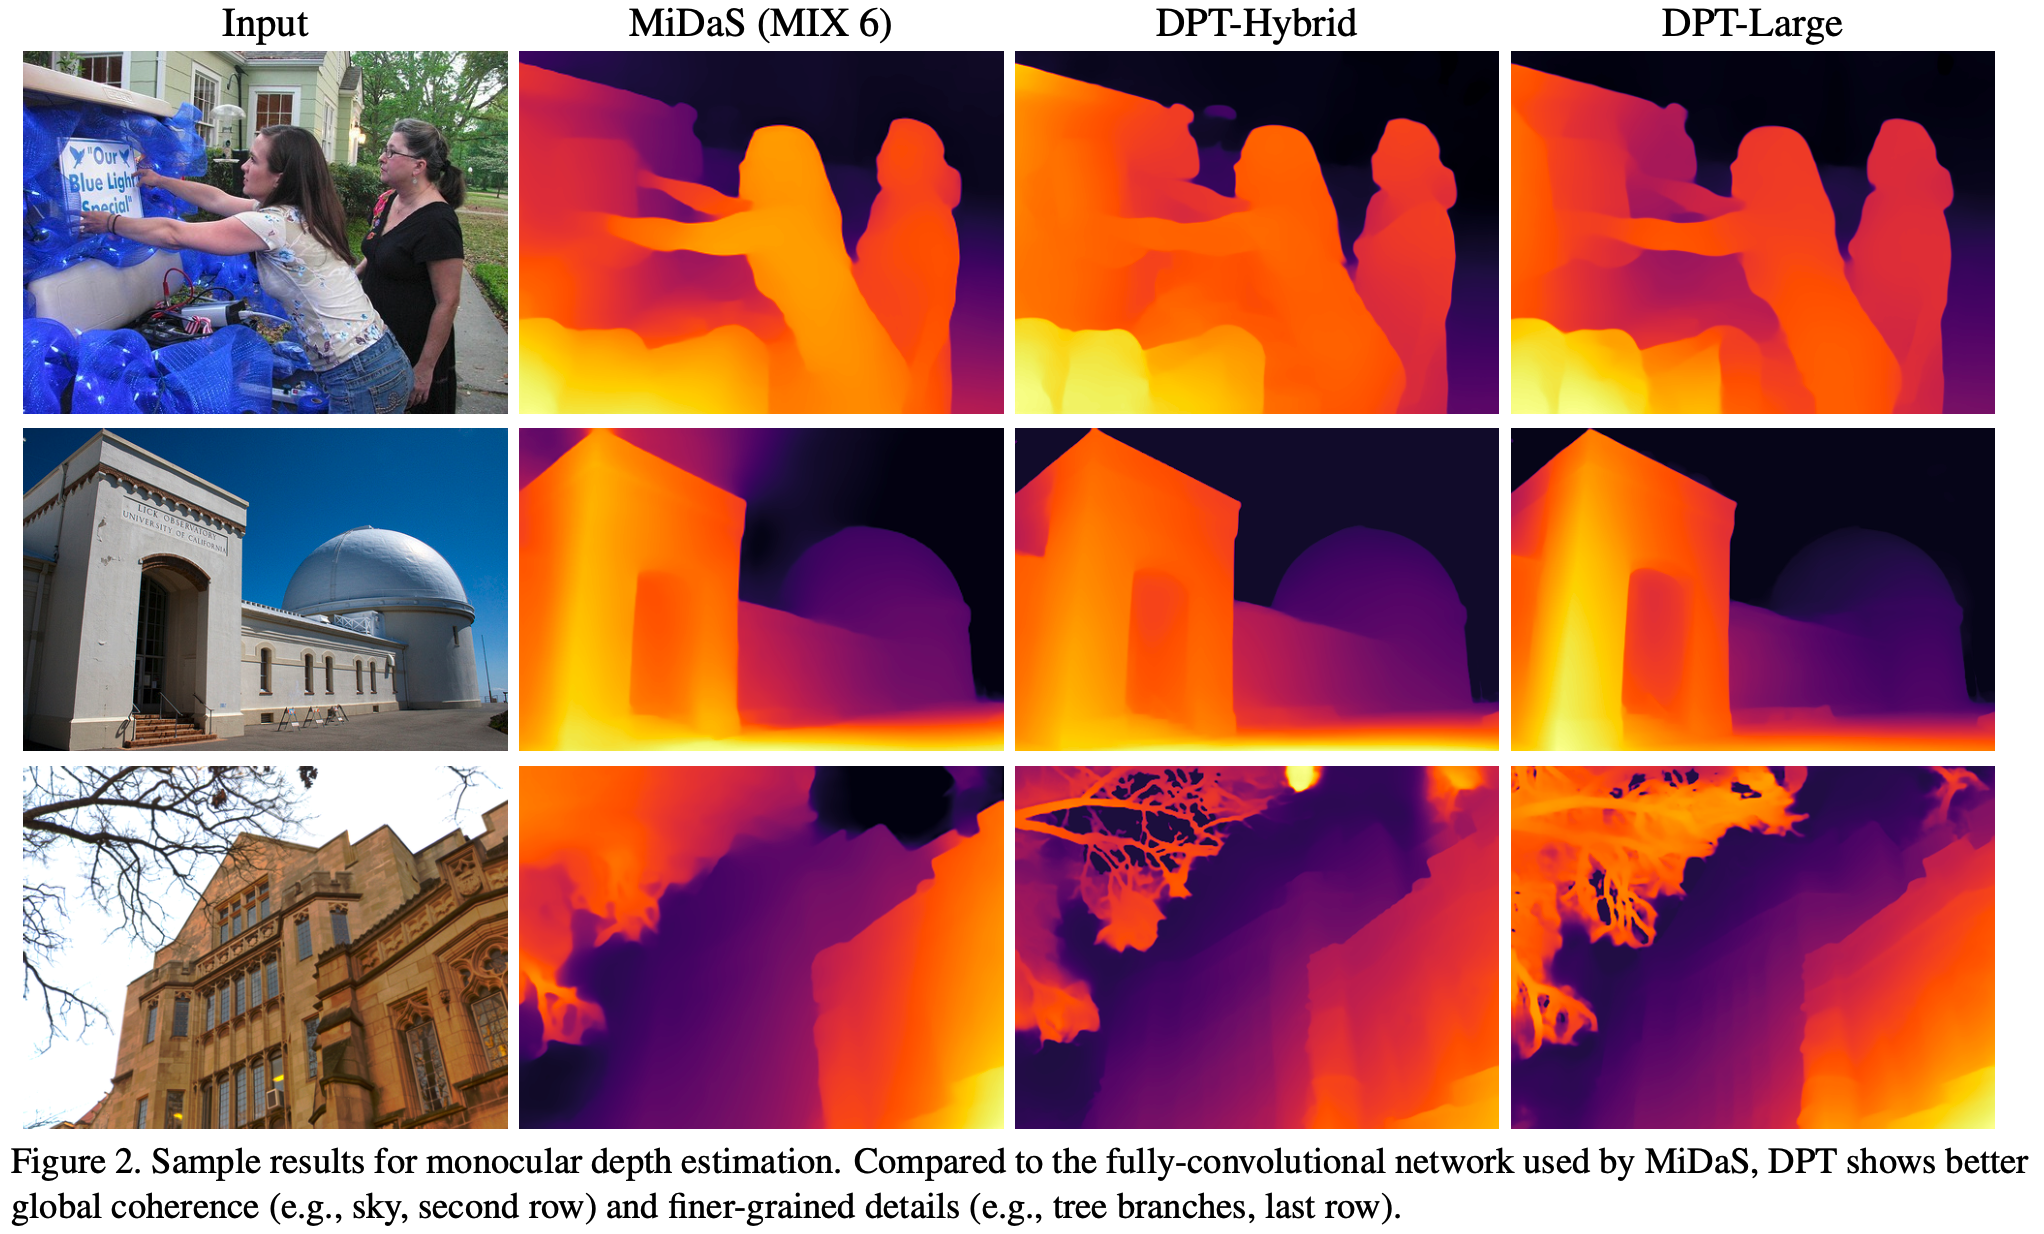 Input MiDaS (MIX 6) DPT-Hybrid DPT-Large
"Our
Blue Light
Special"
LICK OBSERVATORY
UNIVERSITY OF CALIFORNIA
Figure 2. Sample results for monocular depth estimation. Compared to the fully-convolutional network used by MiDaS, DPT shows better
global coherence (e.g., sky, second row) and finer-grained details (e.g., tree branches, last row).